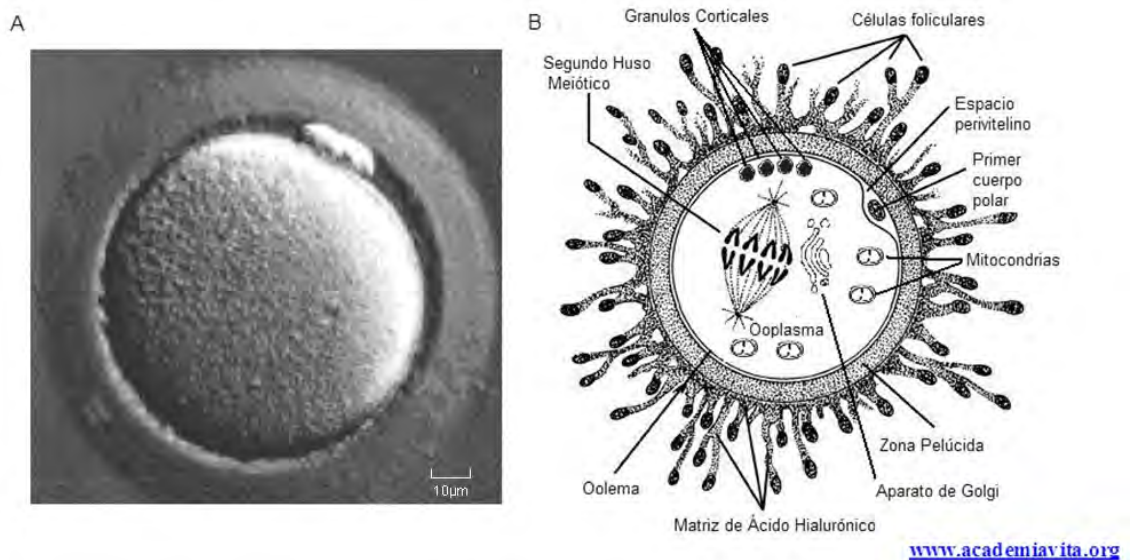 A
10µm
B
Granulos Corticales
Células foliculares
Segundo Huso
Meiótico
Espacio
perivitelino
Primer
cuerpo
polar
Mitocondrias
Ooplasma
Zona Pelúcida
Oolema
Aparato de Golgi
Matriz de Ácido Hialurónico
www.academiavita.org